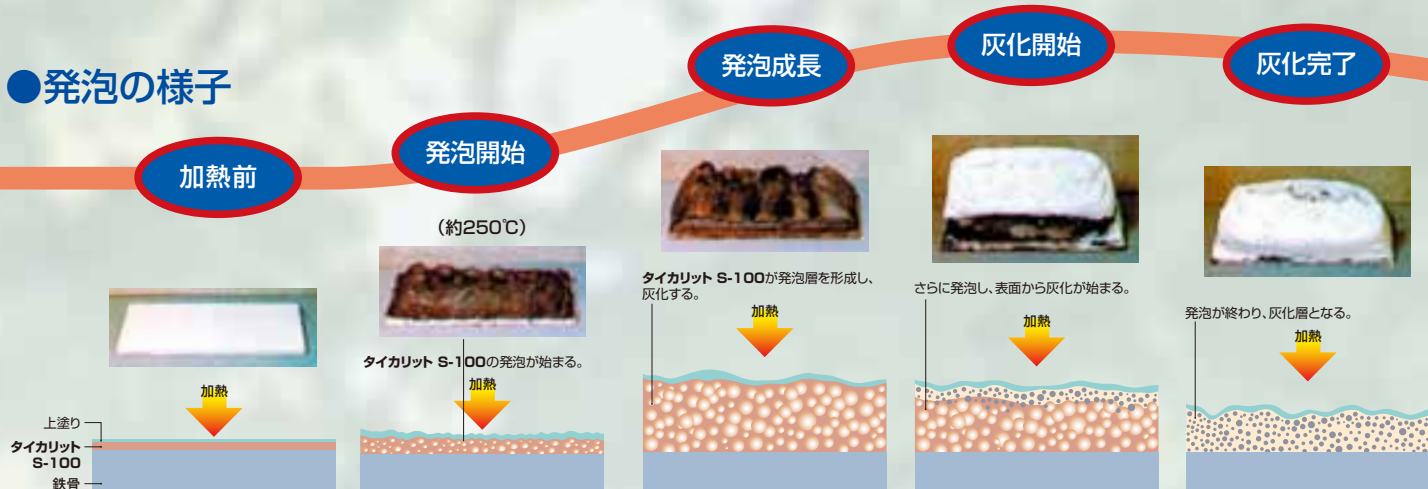 ●発泡の様子
加熱前
発泡開始
発泡成長
灰化開始
灰化完了
(約250℃)
タイカリット S-100の発泡が始まる。
タイカリット S-100が発泡層を形成し、
灰化する。
さらに発泡し、表面から灰化が始まる。
発泡が終わり、灰化層となる。
加熱
加熱
加熱
加熱
加熱
上塗り
タイカリット
S-100
鉄骨